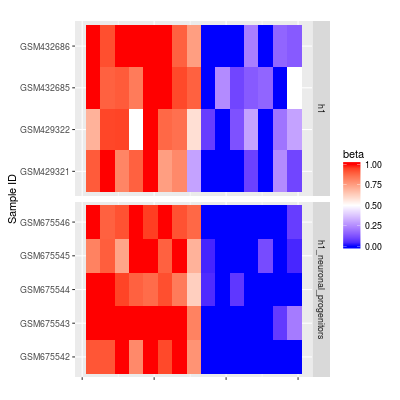 GSM432686
GSM432685
GSM429322
GSM429321
h1
GSM675546
GSM675545
GSM675544
GSM675543
GSM675542
h1_neuronal_progenitors
Sample ID
beta
1.00
0.75
0.50
0.25
0.00